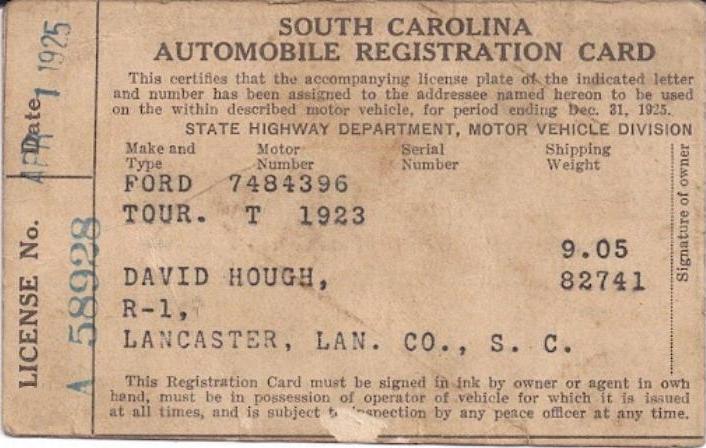 SOUTH CAROLINA
AUTOMOBILE REGISTRATION CARD
This certifies that the accompanying license plate of the indicated letter
and number has been assigned to the addressee named hereon to be used
on the within described motor vehicle, for period ending Dec. 31, 1925.
STATE HIGHWAY DEPARTMENT, MOTOR VEHICLE DIVISION
Make and Type Motor Number Serial Number Shipping Weight
FORD 7484396
TOUR. T 1923
9.05
DAVID HOUGH, 82741
R-1,
LANCASTER, LAN. CO., S. C.
This Registration Card must be signed in ink by owner or agent in own
hand, must be in possession of operator of vehicle for which it is issued
at all times, and is subject inspection by any peace officer at any time.
LICENSE No. A 58928
Date APR 1 1925
Signature of owner